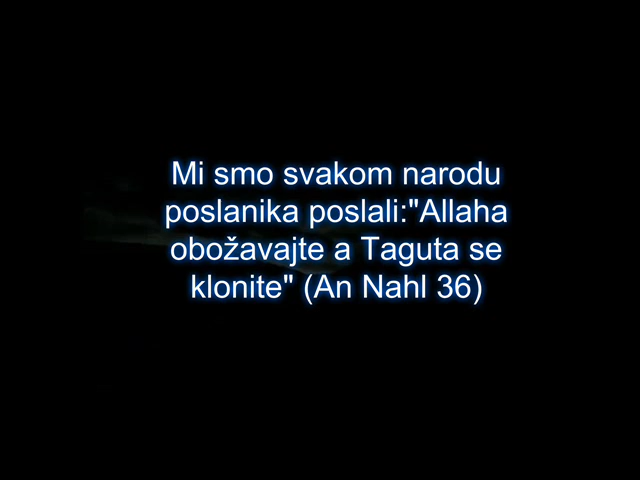 Mi smo svakom narodu
poslanika poslali:"Allaha
obožavajte a Taguta se
klonite" (An Nahl 36)